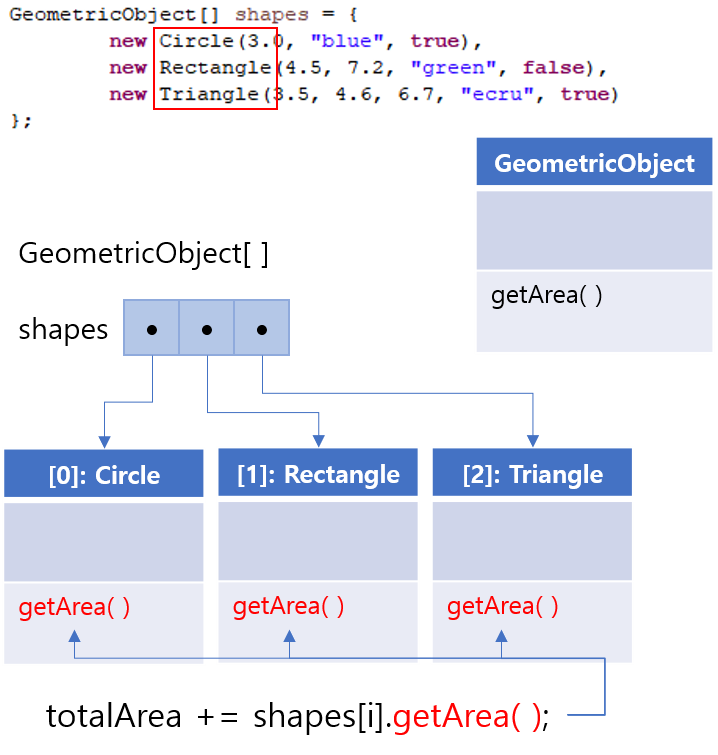 GeometricObject[] shapes = {
new Circle(3.0, "blue", true),
new Rectangle(4.5, 7.2, "green", false),
new Triangle(3.5, 4.6, 6.7, "ecru", true)
};
GeometricObject
getArea( )
GeometricObject[ ]
shapes
[0]: Circle
[1]: Rectangle
[2]: Triangle
getArea( )
getArea( )
getArea( )
totalArea += shapes[i].getArea( );